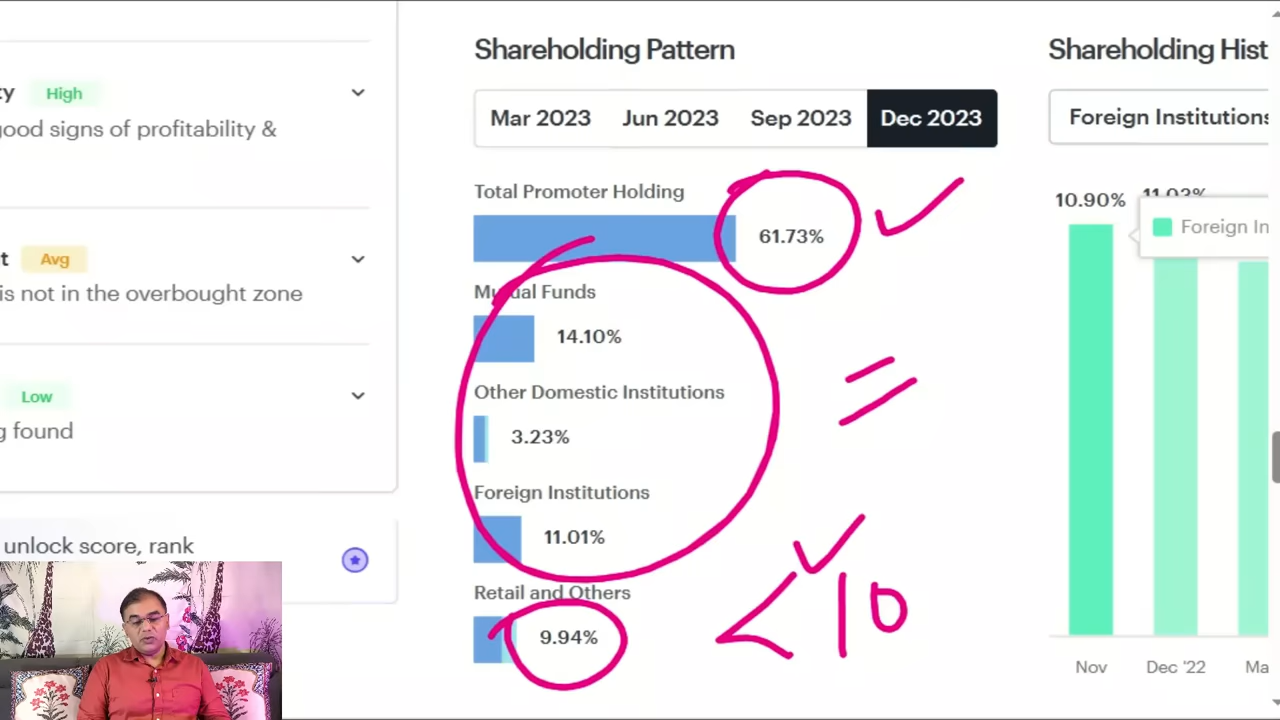 ty High
good signs of profitability &
t Avg
is not in the overbought zone
Low
g found
unlock score, rank
Shareholding Pattern
Mar 2023 Jun 2023 Sep 2023 Dec 2023
Total Promoter Holding
61.73%
Mutual Funds
14.10%
Other Domestic Institutions
3.23%
Foreign Institutions
11.01%
Retail and Others
9.94%
=
< 10
Shareholding Hist
Foreign Institutions
10.90% 11.02%
Foreign In
Nov Dec '22 Ma